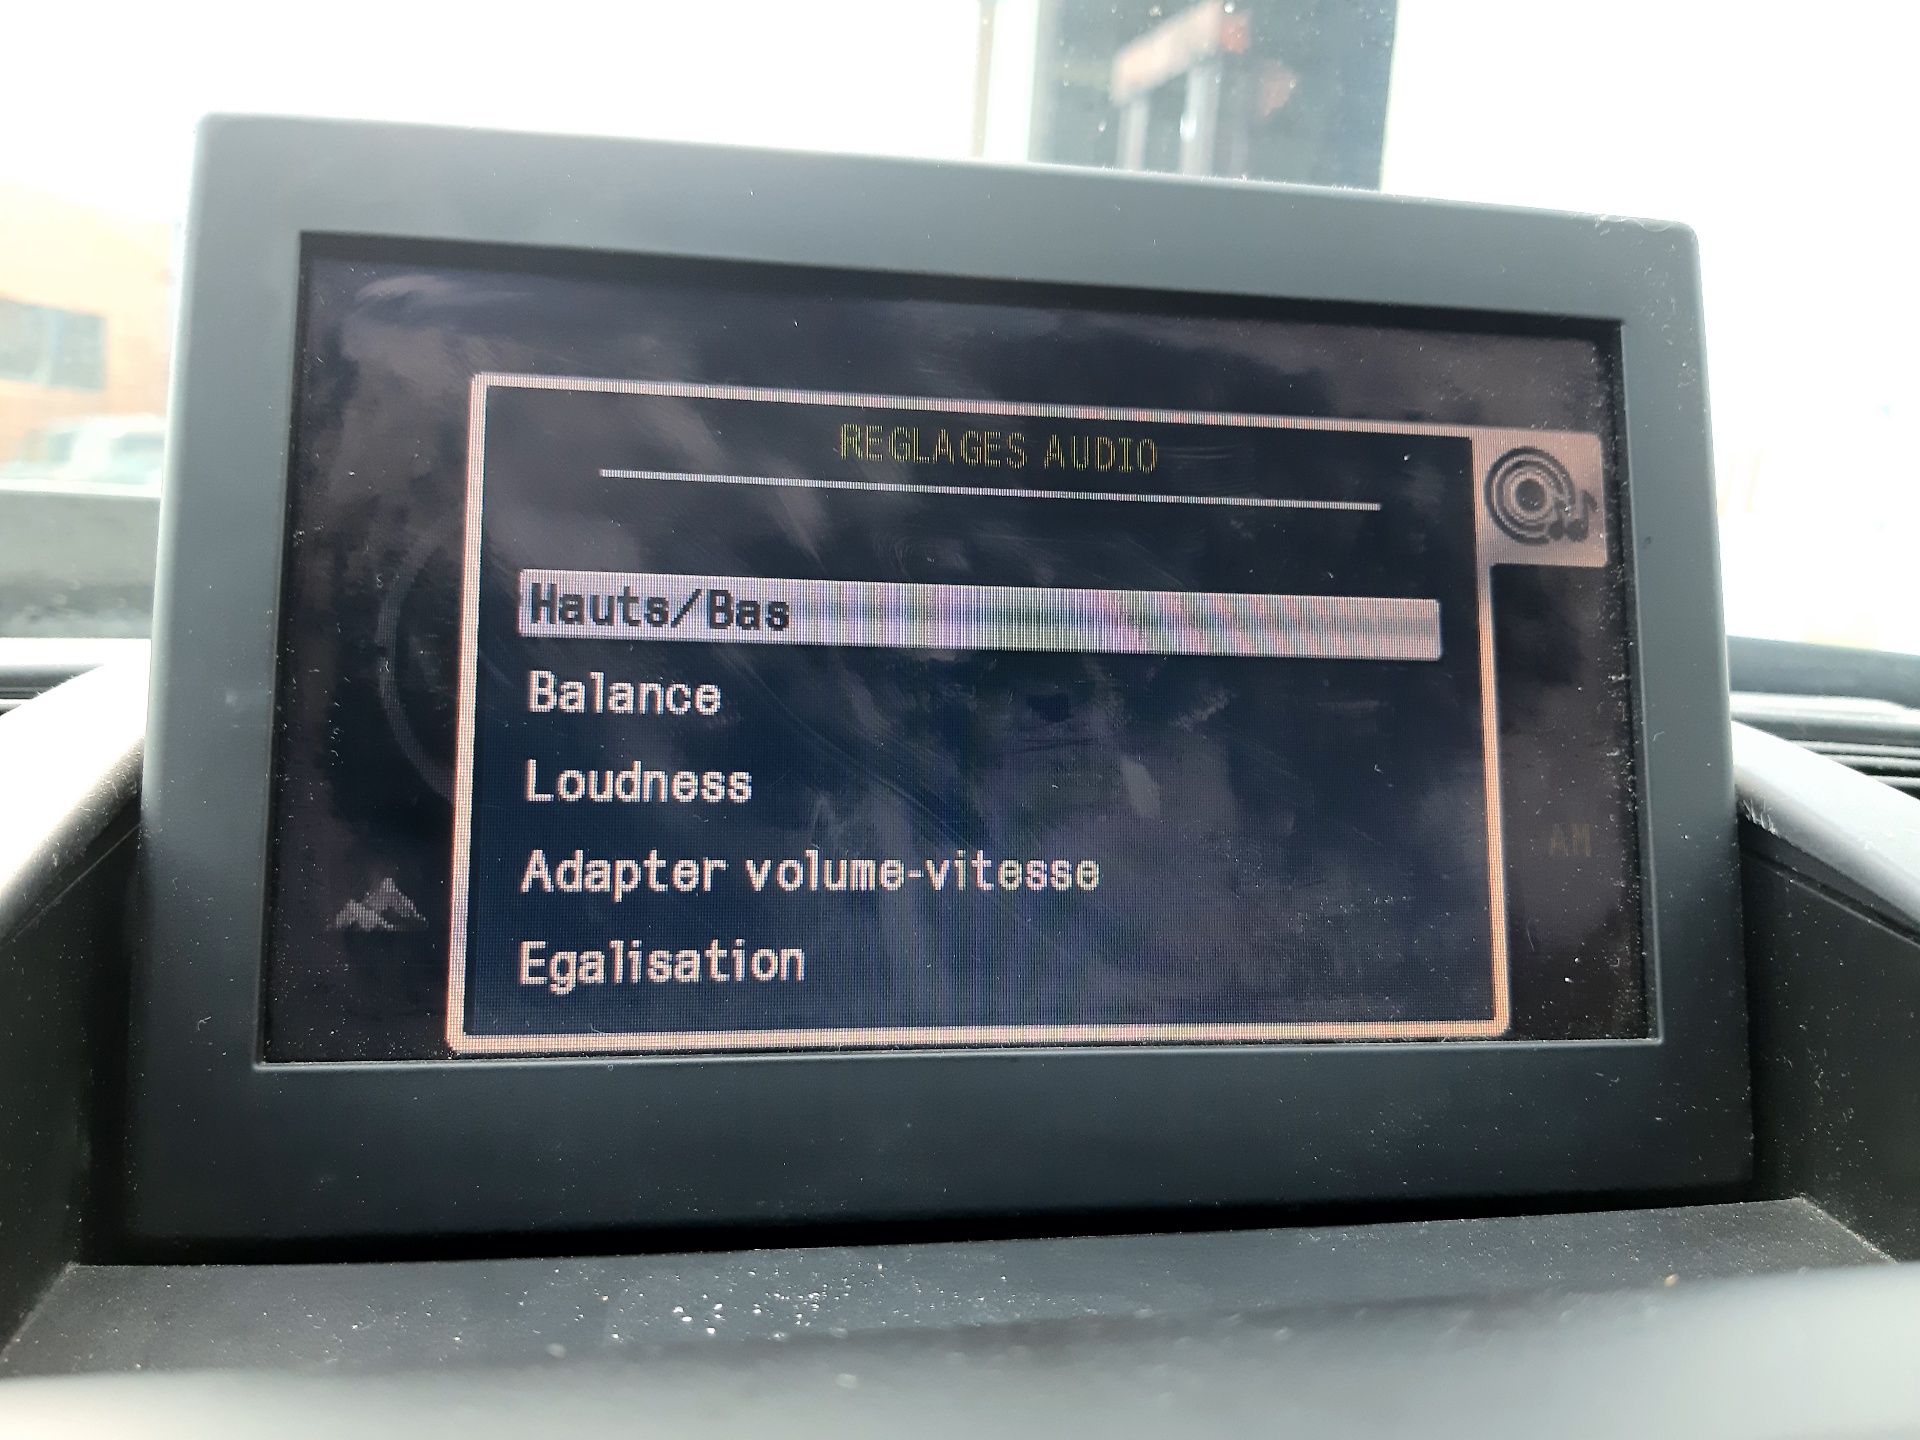 REGLAGES AUDIO
Hauts/Bas
Balance
Loudness
Adapter volume-vitesse
Egalisation